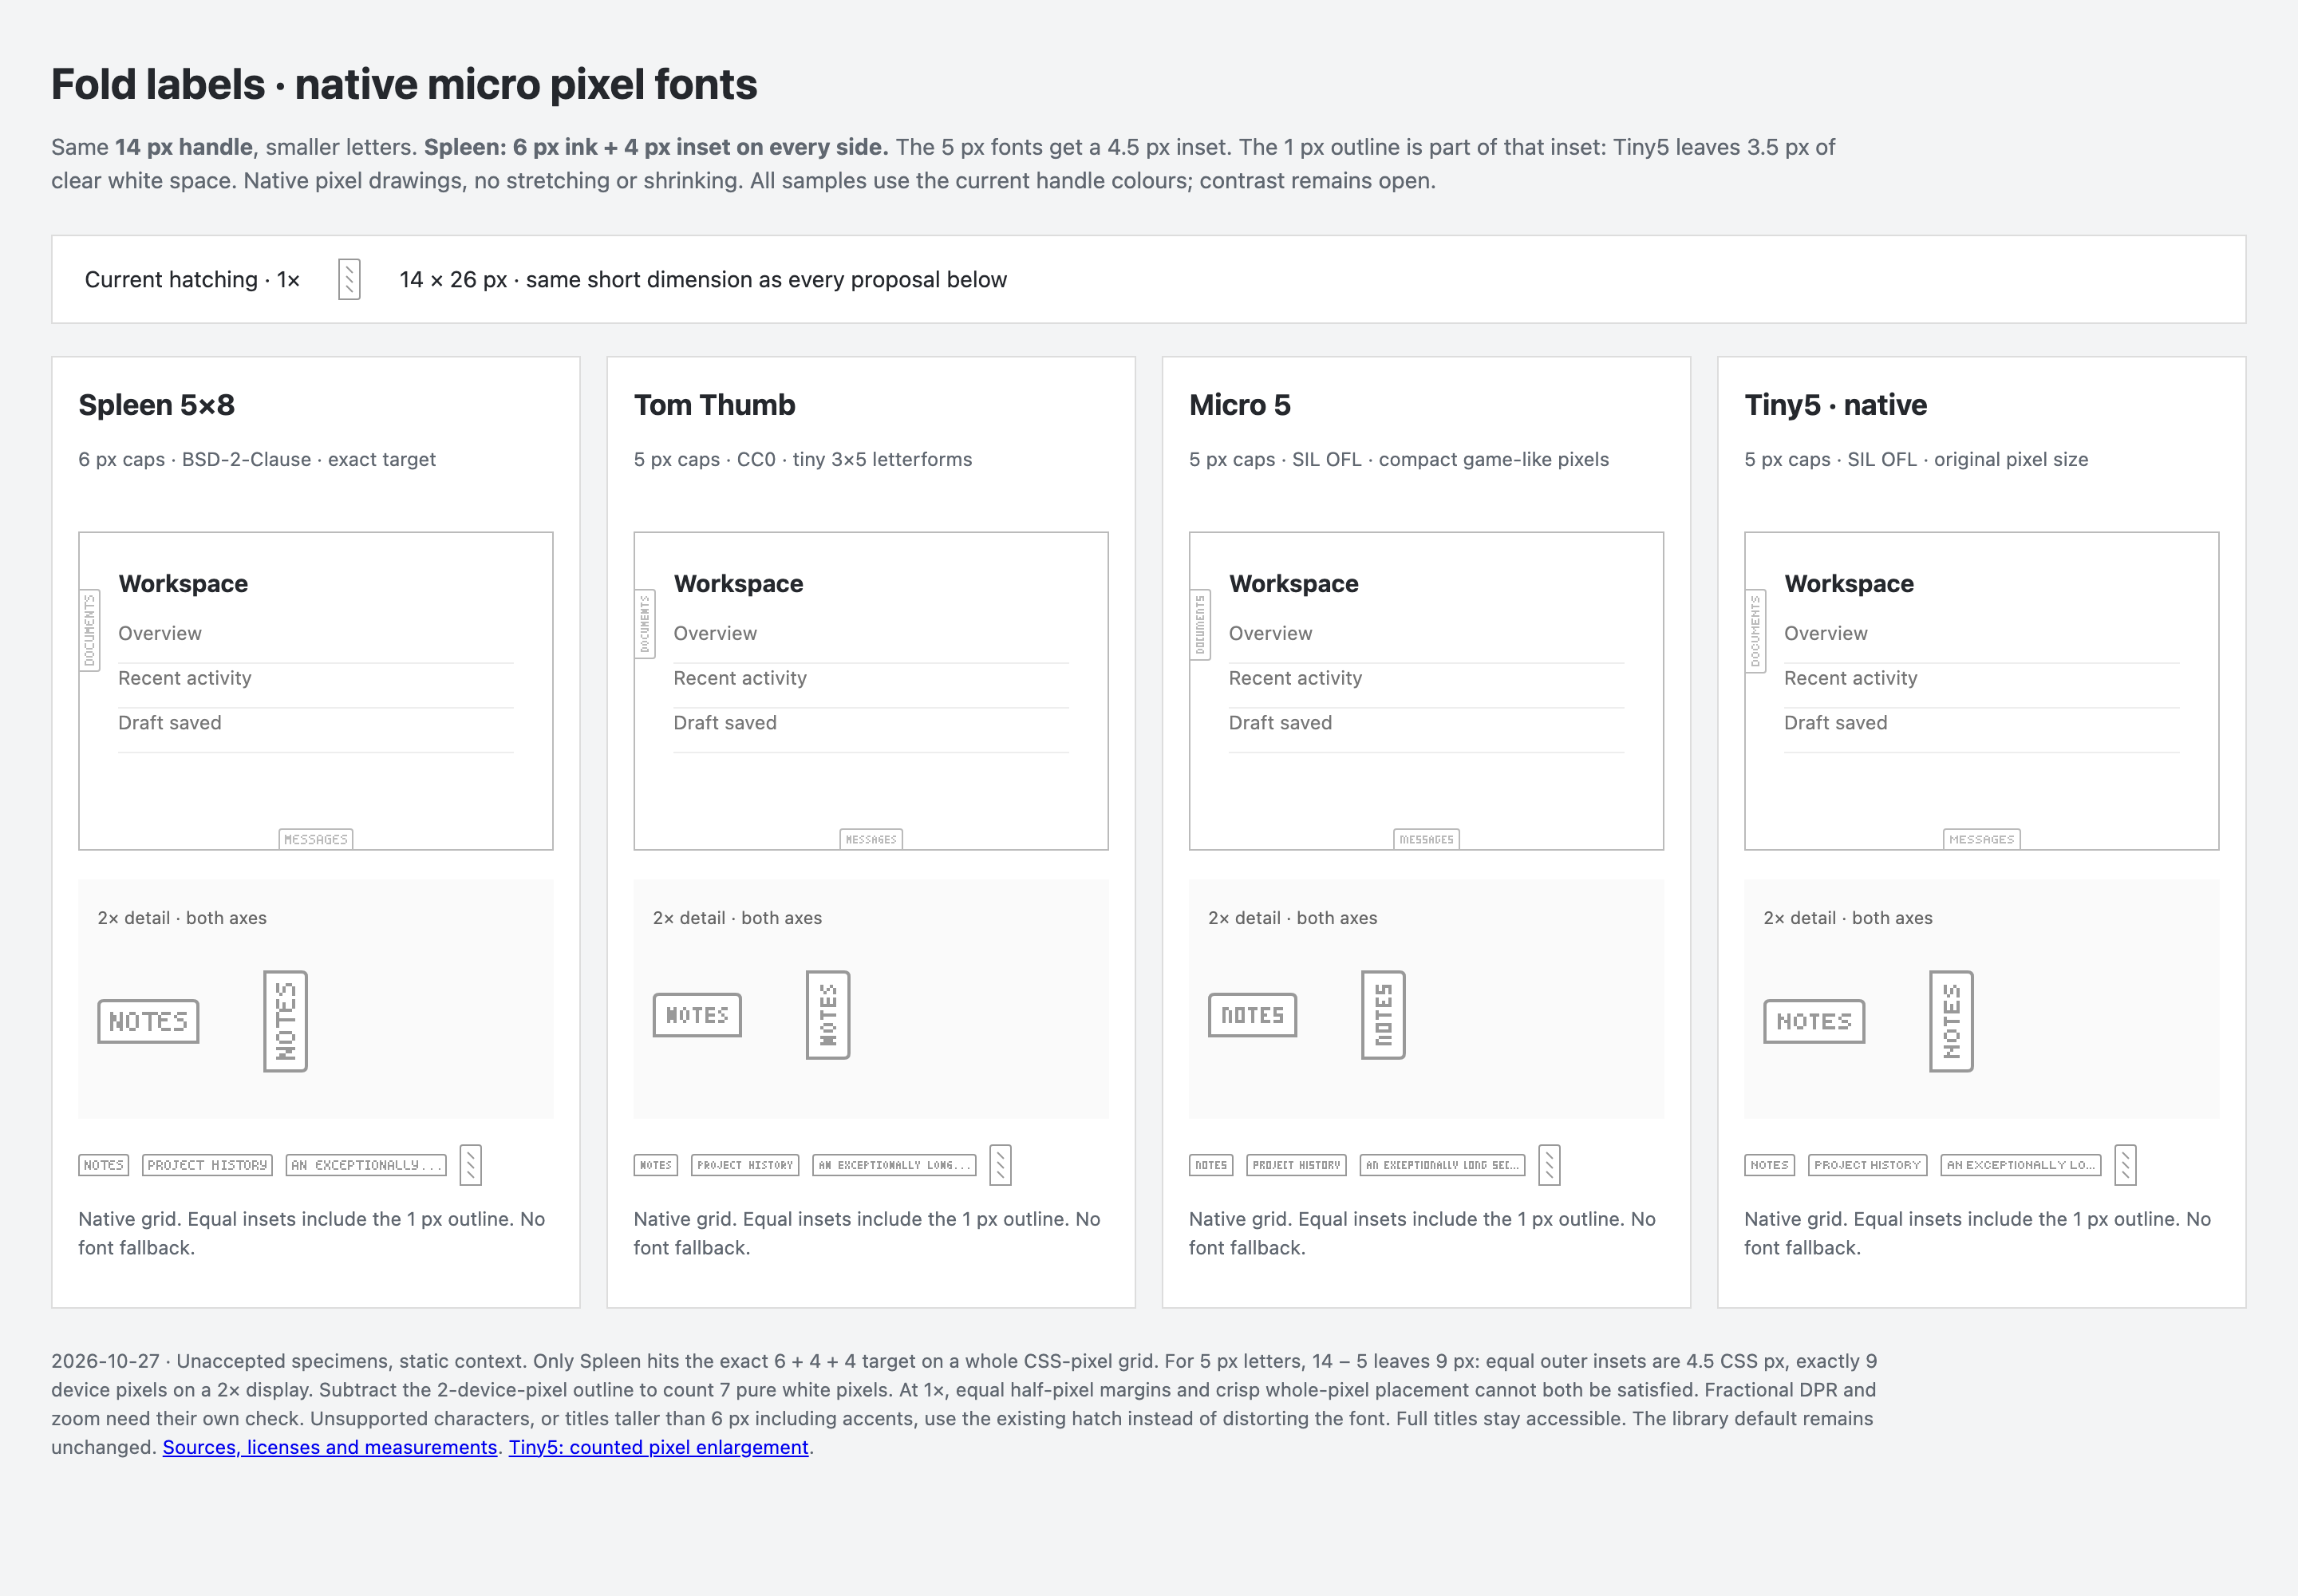 Fold labels · native micro pixel fonts
Same 14 px handle, smaller letters. Spleen: 6 px ink + 4 px inset on every side. The 5 px fonts get a 4.5 px inset. The 1 px outline is part of that inset: Tiny5 leaves 3.5 px of
clear white space. Native pixel drawings, no stretching or shrinking. All samples use the current handle colours; contrast remains open.
Current hatching · 1×
14 × 26 px · same short dimension as every proposal below
Spleen 5×8
6 px caps · BSD-2-Clause · exact target
DOCUMENTS
Workspace
Overview
Recent activity
Draft saved
MESSAGES
2× detail · both axes
NOTES
NOTES
NOTES
PROJECT HISTORY
AN EXCEPTIONALLY...
Native grid. Equal insets include the 1 px outline. No
font fallback.
Tom Thumb
5 px caps · CC0 · tiny 3×5 letterforms
DOCUMENTS
Workspace
Overview
Recent activity
Draft saved
MESSAGES
2× detail · both axes
NOTES
NOTES
NOTES
PROJECT HISTORY
AN EXCEPTIONALLY LONG...
Native grid. Equal insets include the 1 px outline. No
font fallback.
Micro 5
5 px caps · SIL OFL · compact game-like pixels
DOCUMENTS
Workspace
Overview
Recent activity
Draft saved
MESSAGES
2× detail · both axes
NOTES
NOTES
NOTES
PROJECT HISTORY
AN EXCEPTIONALLY LONG SEC...
Native grid. Equal insets include the 1 px outline. No
font fallback.
Tiny5 · native
5 px caps · SIL OFL · original pixel size
DOCUMENTS
Workspace
Overview
Recent activity
Draft saved
MESSAGES
2× detail · both axes
NOTES
NOTES
NOTES
PROJECT HISTORY
AN EXCEPTIONALLY LO...
Native grid. Equal insets include the 1 px outline. No
font fallback.
2026-10-27 · Unaccepted specimens, static context. Only Spleen hits the exact 6 + 4 + 4 target on a whole CSS-pixel grid. For 5 px letters, 14 – 5 leaves 9 px: equal outer insets are 4.5 CSS px, exactly 9
device pixels on a 2× display. Subtract the 2-device-pixel outline to count 7 pure white pixels. At 1×, equal half-pixel margins and crisp whole-pixel placement cannot both be satisfied. Fractional DPR and
zoom need their own check. Unsupported characters, or titles taller than 6 px including accents, use the existing hatch instead of distorting the font. Full titles stay accessible. The library default remains
unchanged. Sources, licenses and measurements. Tiny5: counted pixel enlargement.